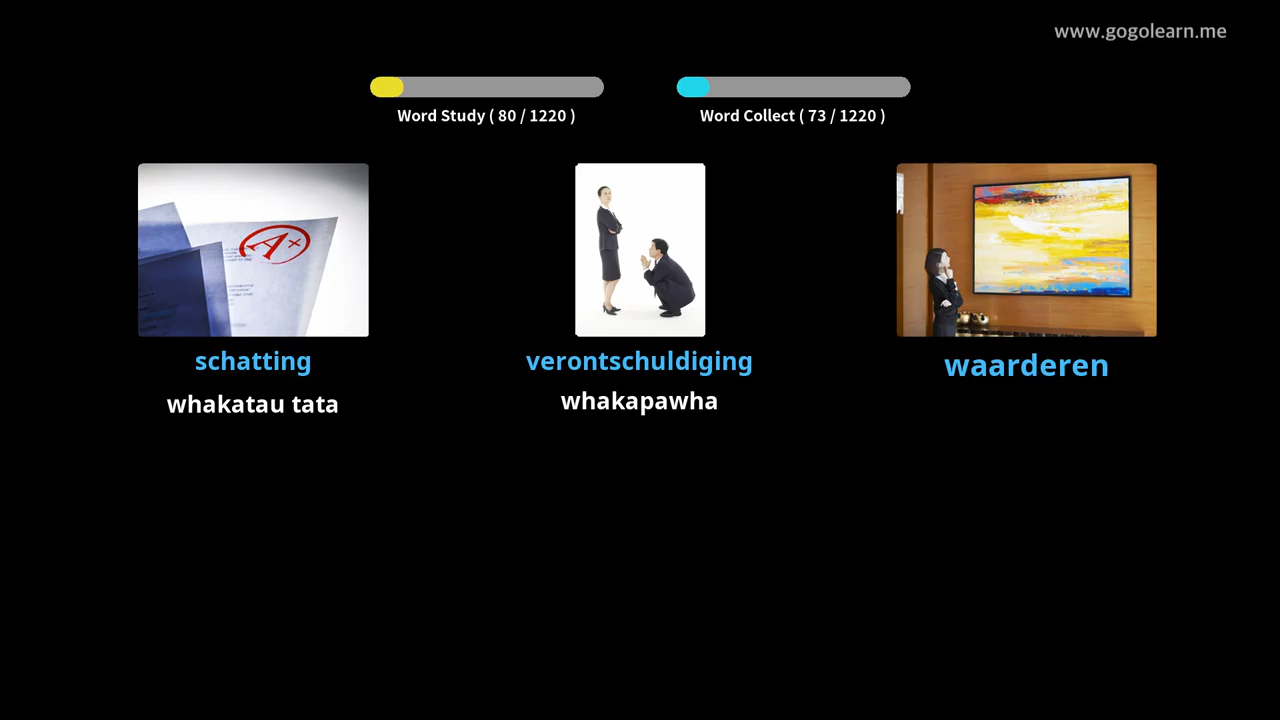 www.gogolearn.me
Word Study ( 80 / 1220 )
Word Collect ( 73 / 1220 )
A+
schatting
verontschuldiging
waarderen
whakatau tata
whakapawha